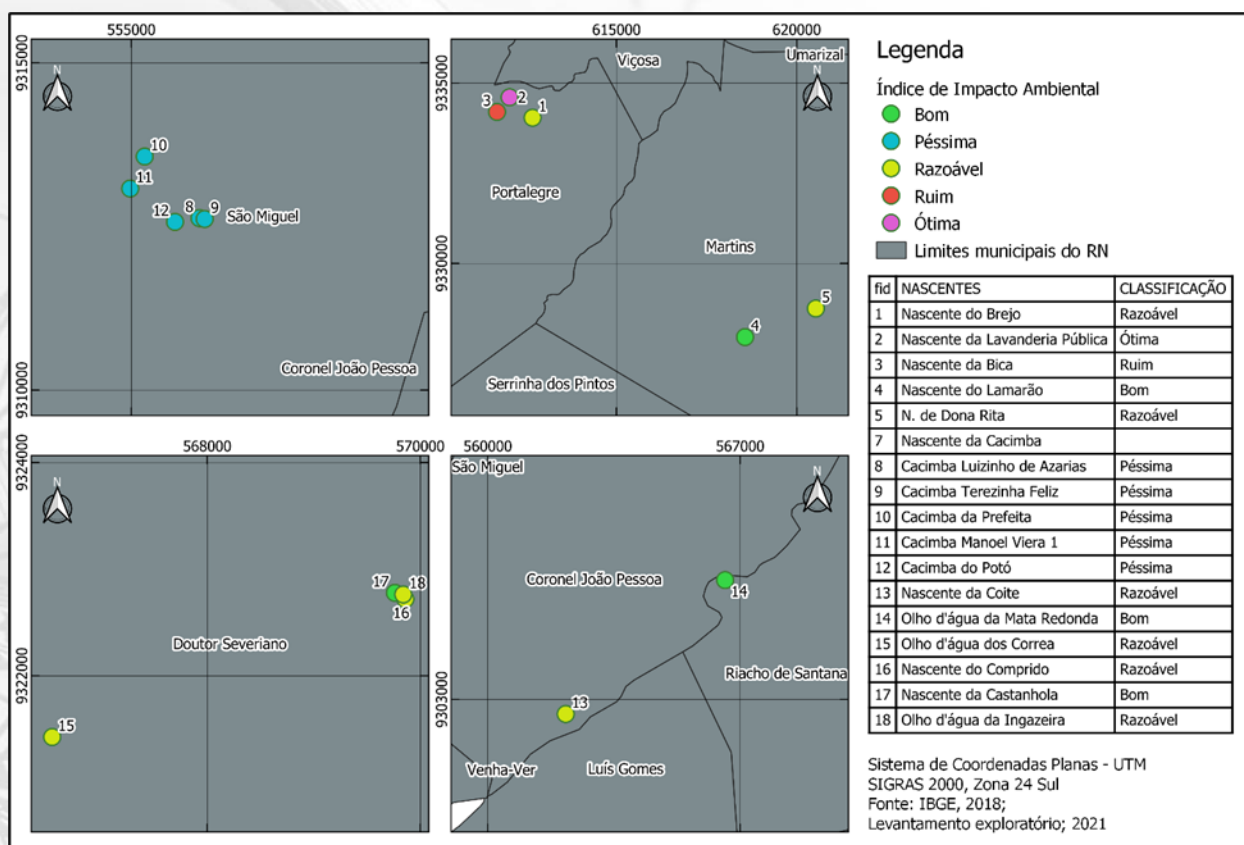 555000
9315000
N
10
11
12
8
9
São Miguel
Coronel João Pessoa
9310000
615000
620000
Viçosa
Umarizal
9335000
N
3
2
1
Portalegre
Martins
9330000
5
4
Serrinha dos Pintos
568000
570000
9324000
N
17
18
16
Doutor Severiano
9322000
15
560000
567000
São Miguel
N
Coronel João Pessoa
14
Riacho de Santana
9303000
13
Venha-Ver
Luís Gomes
Legenda
Índice de Impacto Ambiental
Bom
Péssima
Razoável
Ruim
Ótima
Limites municipais do RN
fid NASCENTES CLASSIFICAÇÃO
1 Nascente do Brejo Razoável
2 Nascente da Lavanderia Pública Ótima
3 Nascente da Bica Ruim
4 Nascente do Lamarão Bom
5 N. de Dona Rita Razoável
7 Nascente da Cacimba
8 Cacimba Luizinho de Azarias Péssima
9 Cacimba Terezinha Feliz Péssima
10 Cacimba da Prefeita Péssima
11 Cacimba Manoel Viera 1 Péssima
12 Cacimba do Potó Péssima
13 Nascente da Coite Razoável
14 Olho d'água da Mata Redonda Bom
15 Olho d'água dos Correa Razoável
16 Nascente do Comprido Razoável
17 Nascente da Castanhola Bom
18 Olho d'água da Ingazeira Razoável
Sistema de Coordenadas Planas - UTM
SIGRAS 2000, Zona 24 Sul
Fonte: IBGE, 2018;
Levantamento exploratório; 2021